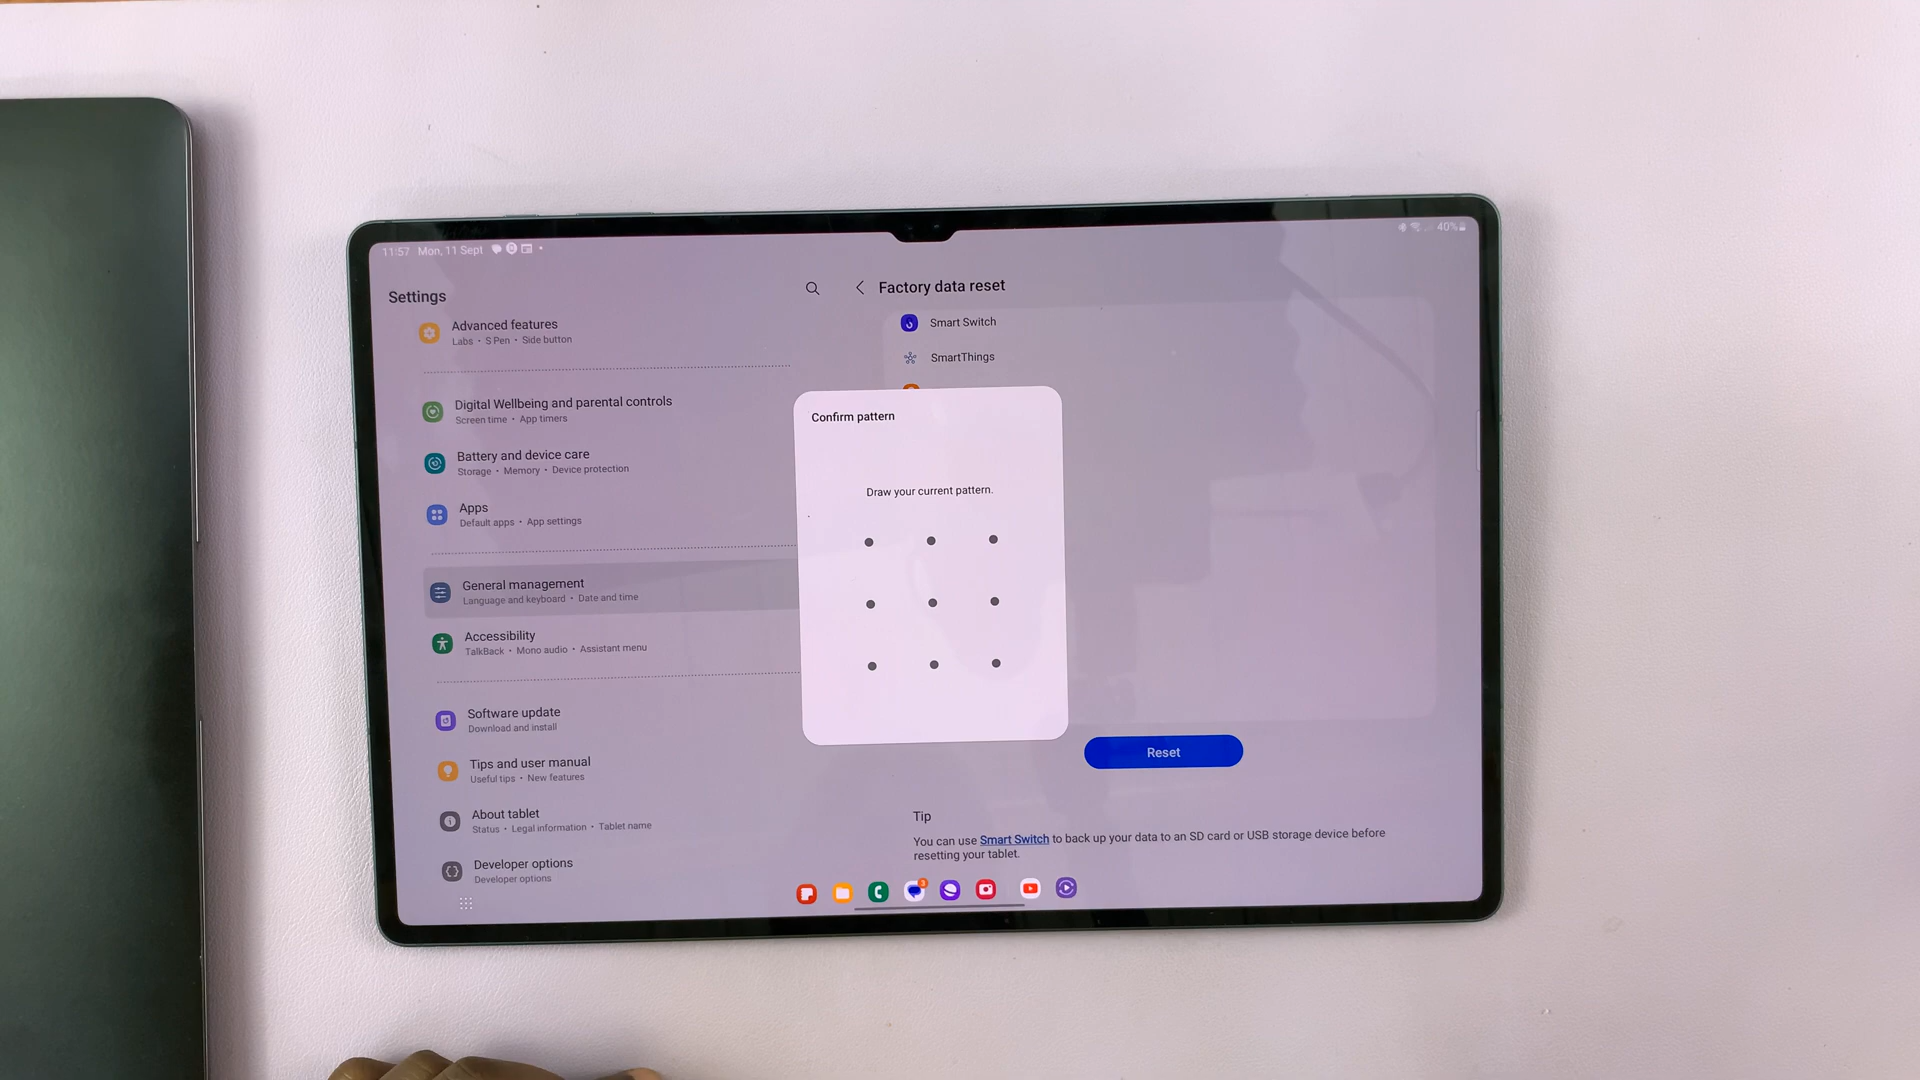 11:57 Mon, 11 Sept
40%
Settings
Advanced features
Labs • S Pen • Side button
Digital Wellbeing and parental controls
Screen time • App timers
Battery and device care
Storage • Memory • Device protection
Apps
Default apps • App settings
General management
Language and keyboard • Date and time
Accessibility
TalkBack • Mono audio • Assistant menu
Software update
Download and install
Tips and user manual
Useful tips • New features
About tablet
Status • Legal information • Tablet name
Developer options
Developer options
Factory data reset
Smart Switch
SmartThings
Confirm pattern
Draw your current pattern.
Reset
Tip
You can use Smart Switch to back up your data to an SD card or USB storage device before
resetting your tablet.
3